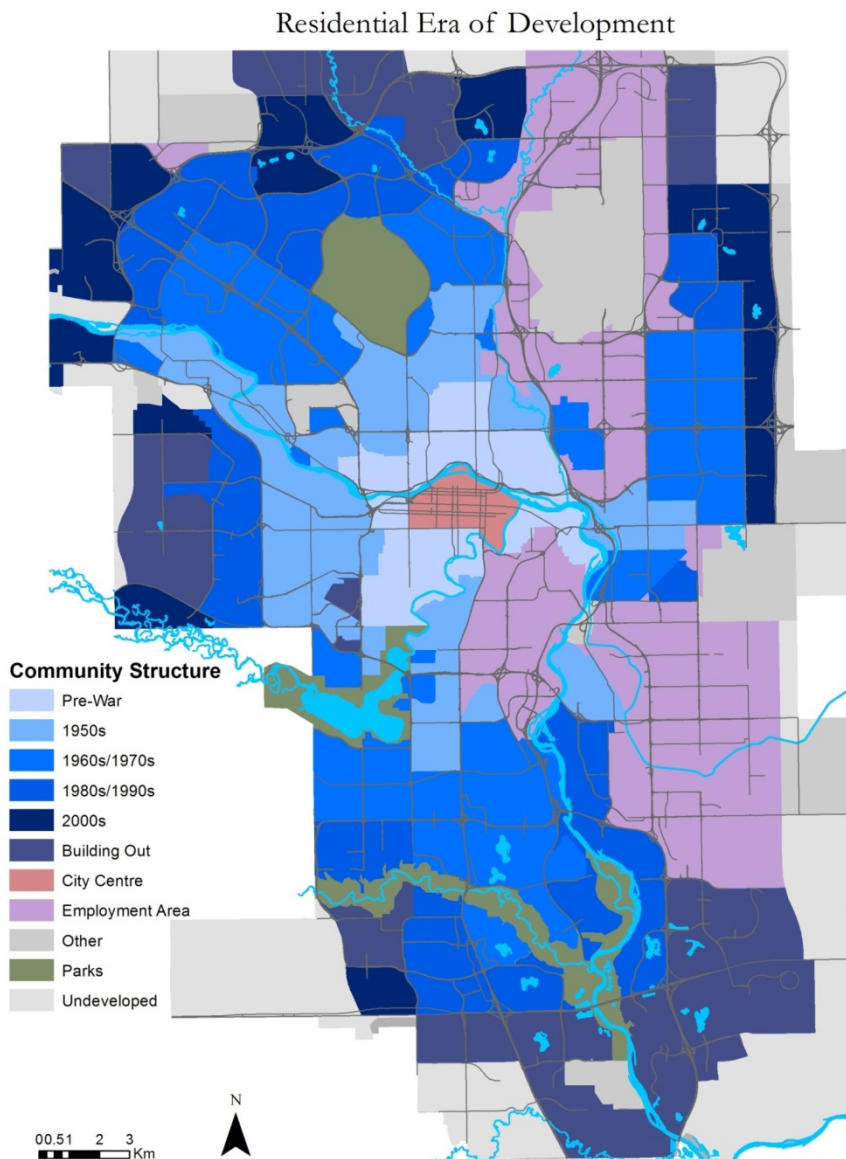 Residential Era of Development
Community Structure
Pre-War
1950s
1960s/1970s
1980s/1990s
2000s
Building Out
City Centre
Employment Area
Other
Parks
Undeveloped
N
00.51 2 3
Km